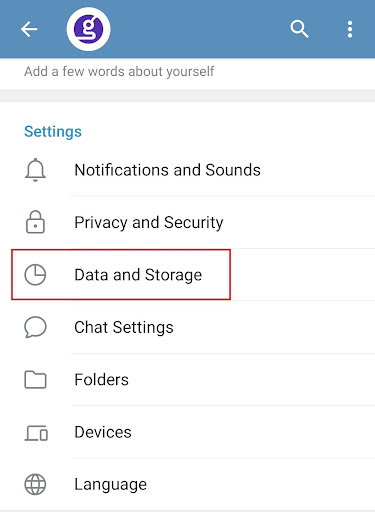 g
Add a few words about yourself
Settings
Notifications and Sounds
Privacy and Security
Data and Storage
Chat Settings
Folders
Devices
Language